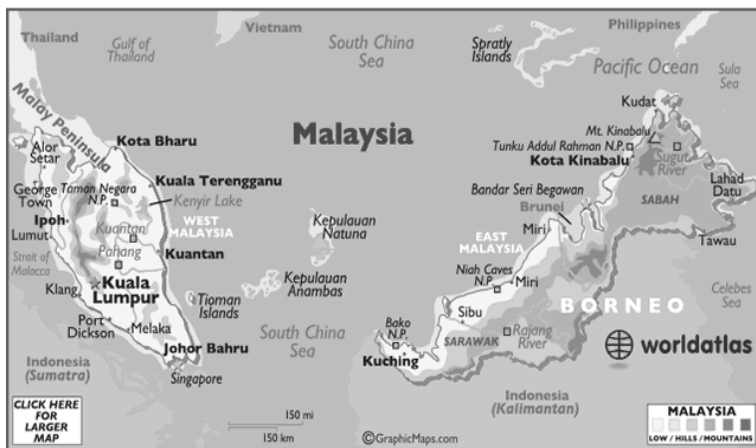 Thailand
Gulf of
Thailand
Vietnam
South China
Sea
Spratly
Islands
Philippines
Pacific Ocean
Sulu
Sea
Malay Peninsula
Alor
Setar
Kota Bharu
Malaysia
Kudat
Mt. Kinabalu
Tunku Addul Rahman N.P.
Kota Kinabalu
Sugut
River
George
Town
Taman Negara
N.P.
Kuala Terengganu
Kenyir Lake
Bandar Seri Begawan
Brunei
SABAH
Lahad
Datu
Ipoh
Lumut
Kuantan
WEST
MALAYSIA
Kepulauan
Natuna
Miri
EAST
MALAYSIA
Tawau
Strait of
Malacca
Pahang
Kuantan
Kepulauan
Anambas
Niah Caves
N.P.
Miri
Celebes
Sea
Klang
Kuala
Lumpur
Tioman
Islands
Sibu
BORNEO
Port
Dickson
Melaka
South China
Sea
Bako
N.P.
Rajang
River
worldatlas
Johor Bahru
Kuching
SARAWAK
Indonesia
(Sumatra)
Singapore
Indonesia
(Kalimantan)
CLICK HERE
FOR
LARGER
MAP
150 mi
150 km
©GraphicMaps.com
MALAYSIA
LOW / HILLS / MOUNTAINS